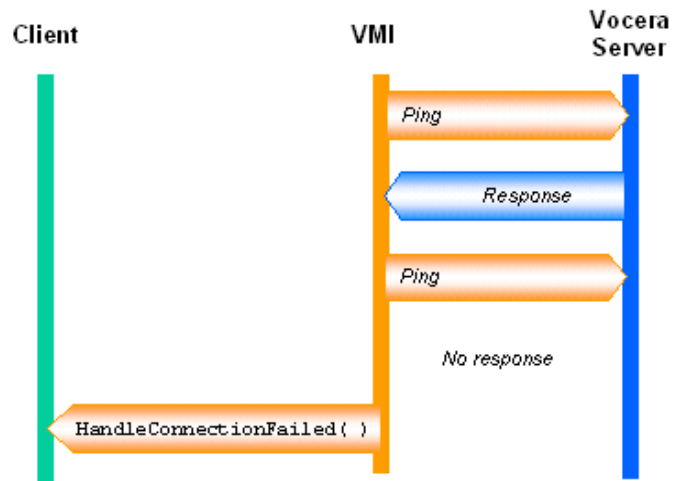 Client
VMI
Vocera
Server
Ping
Response
Ping
No response
HandleConnectionFailed( )